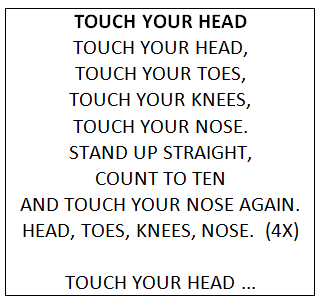 TOUCH YOUR HEAD
TOUCH YOUR HEAD,
TOUCH YOUR TOES,
TOUCH YOUR KNEES,
TOUCH YOUR NOSE.
STAND UP STRAIGHT,
COUNT TO TEN
AND TOUCH YOUR NOSE AGAIN.
HEAD, TOES, KNEES, NOSE.  (4X)
TOUCH YOUR HEAD ...